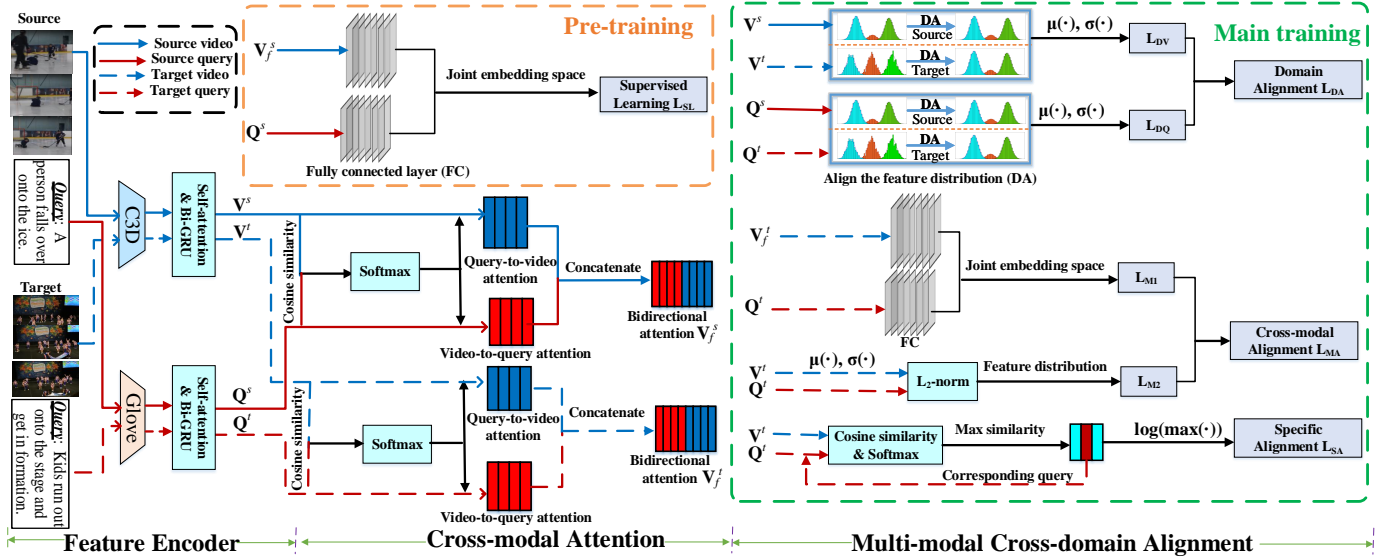 Source
Source video
Source query
Target video
Target query
Query: A
person falls over
onto the ice.
Target
Query: Kids run out
onto the stage and
get in formation.
C3D
Glove
Self-attention
& Bi-GRU
Self-attention
& Bi-GRU
V^s
V^t
Q^s
Q^t
Pre-training
V_f^s
Q^s
Joint embedding space
Supervised
Learning L_SL
Fully connected layer (FC)
Cosine similarity
Softmax
Query-to-video
attention
Concatenate
Video-to-query attention
Bidirectional
attention V_f^s
Cosine similarity
Softmax
Query-to-video
attention
Concatenate
Video-to-query attention
Bidirectional
attention V_f^t
Main training
V^s
V^t
Q^s
Q^t
DA
Source
DA
Target
DA
Source
DA
Target
μ(·), σ(·)
μ(·), σ(·)
L_DV
L_DQ
Domain
Alignment L_DA
Align the feature distribution (DA)
V_f^t
Q^t
FC
Joint embedding space
L_M1
V^t
Q^t
μ(·), σ(·)
L_2-norm
Feature distribution
L_M2
Cross-modal
Alignment L_MA
V^t
Q^t
Cosine similarity
& Softmax
Max similarity
Corresponding query
log(max(·))
Specific
Alignment L_SA
Feature Encoder
Cross-modal Attention
Multi-modal Cross-domain Alignment